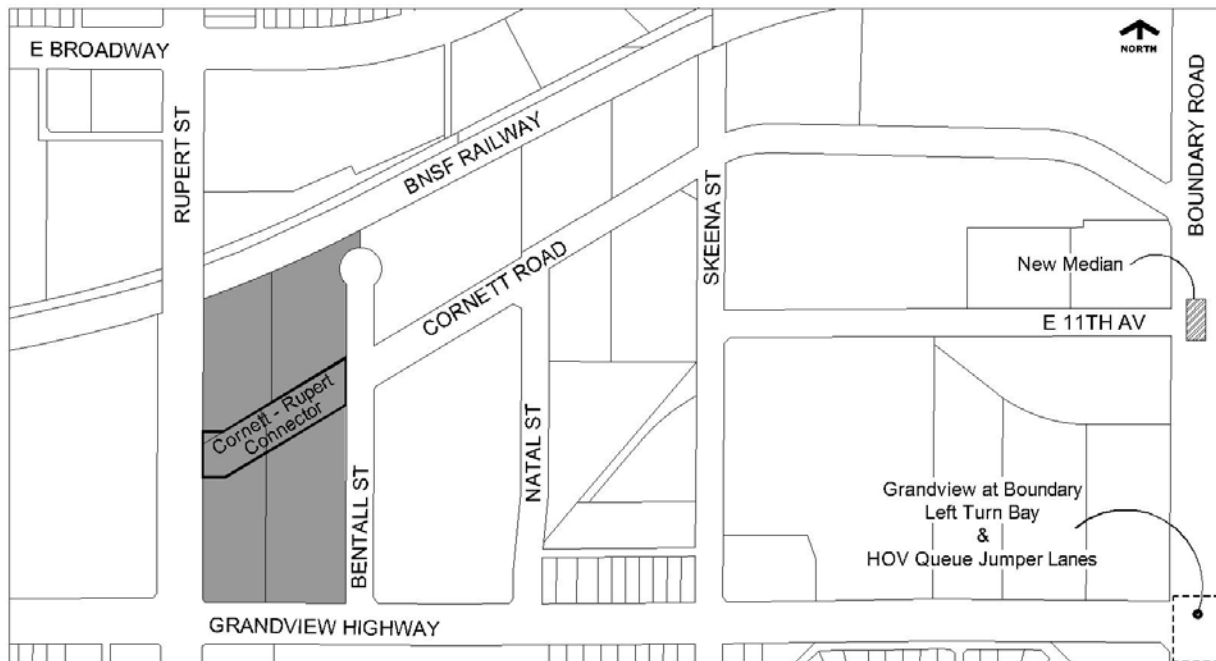 E BROADWAY
NORTH
RUPERT ST
BOUNDARY ROAD
BNSF RAILWAY
SKEENA ST
New Median
CORNETT ROAD
E 11TH AV
Cornett - Rupert
Connector
NATAL ST
BENTALL ST
Grandview at Boundary
Left Turn Bay
&
HOV Queue Jumper Lanes
GRANDVIEW HIGHWAY